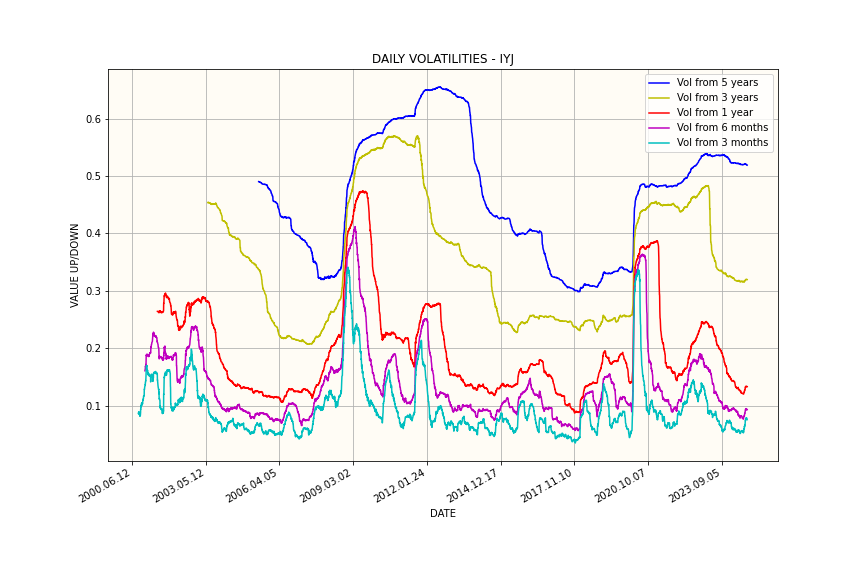 DAILY VOLATILITIES - IYJ
Vol from 5 years
Vol from 3 years
Vol from 1 year
Vol from 6 months
Vol from 3 months
VALUE UP/DOWN
0.6
0.5
0.4
0.3
0.2
0.1
2000.06.12
2003.05.12
2006.04.05
2009.03.02
2012.01.24
2014.12.17
2017.11.10
2020.10.07
2023.09.05
DATE